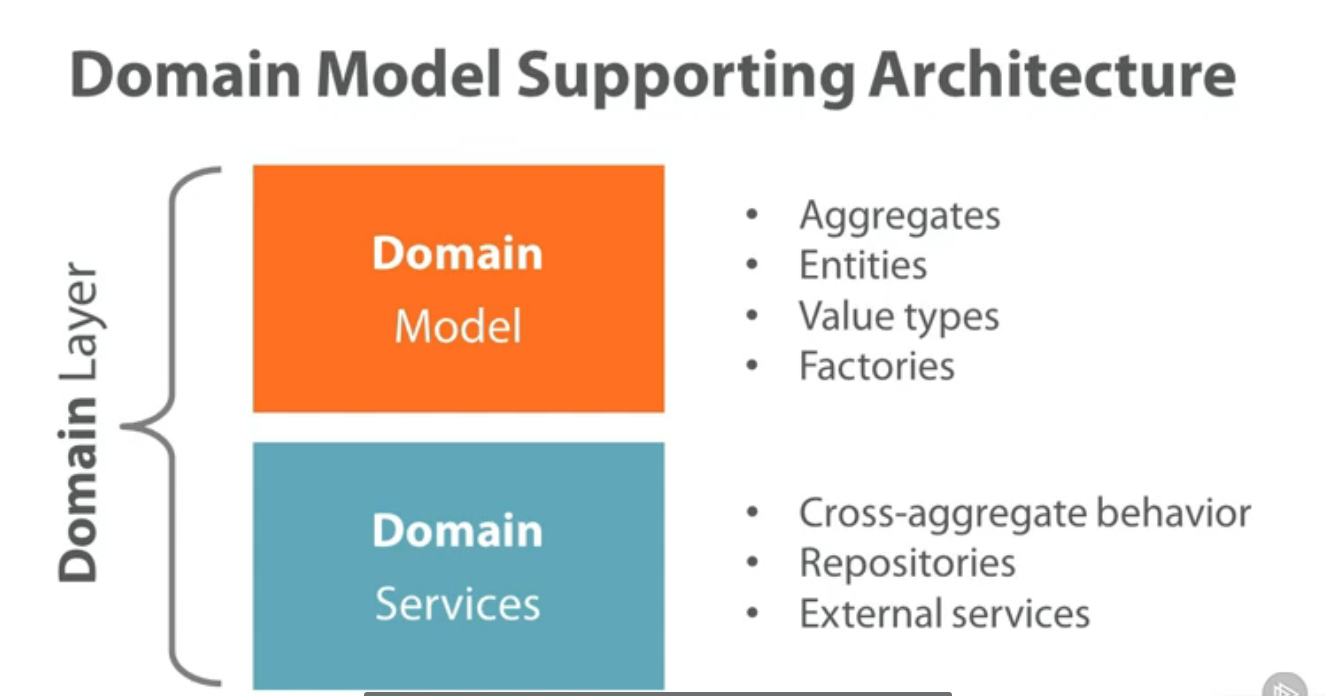 Domain Model Supporting Architecture
Domain Layer
Domain
Model
• Aggregates
• Entities
• Value types
• Factories
Domain
Services
• Cross-aggregate behavior
• Repositories
• External services